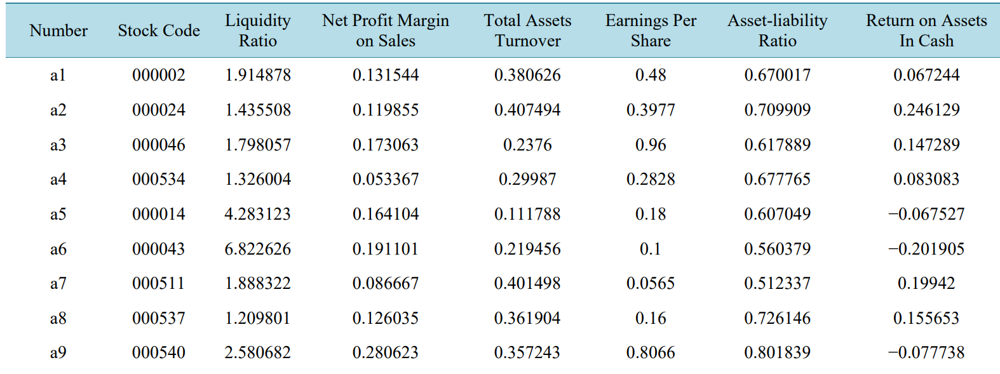 Number Stock Code Liquidity Ratio Net Profit Margin on Sales Total Assets Turnover Earnings Per Share Asset-liability Ratio Return on Assets In Cash
a1 000002 1.914878 0.131544 0.380626 0.48 0.670017 0.067244
a2 000024 1.435508 0.119855 0.407494 0.3977 0.709909 0.246129
a3 000046 1.798057 0.173063 0.2376 0.96 0.617889 0.147289
a4 000534 1.326004 0.053367 0.29987 0.2828 0.677765 0.083083
a5 000014 4.283123 0.164104 0.111788 0.18 0.607049 −0.067527
a6 000043 6.822626 0.191101 0.219456 0.1 0.560379 −0.201905
a7 000511 1.888322 0.086667 0.401498 0.0565 0.512337 0.19942
a8 000537 1.209801 0.126035 0.361904 0.16 0.726146 0.155653
a9 000540 2.580682 0.280623 0.357243 0.8066 0.801839 −0.077738